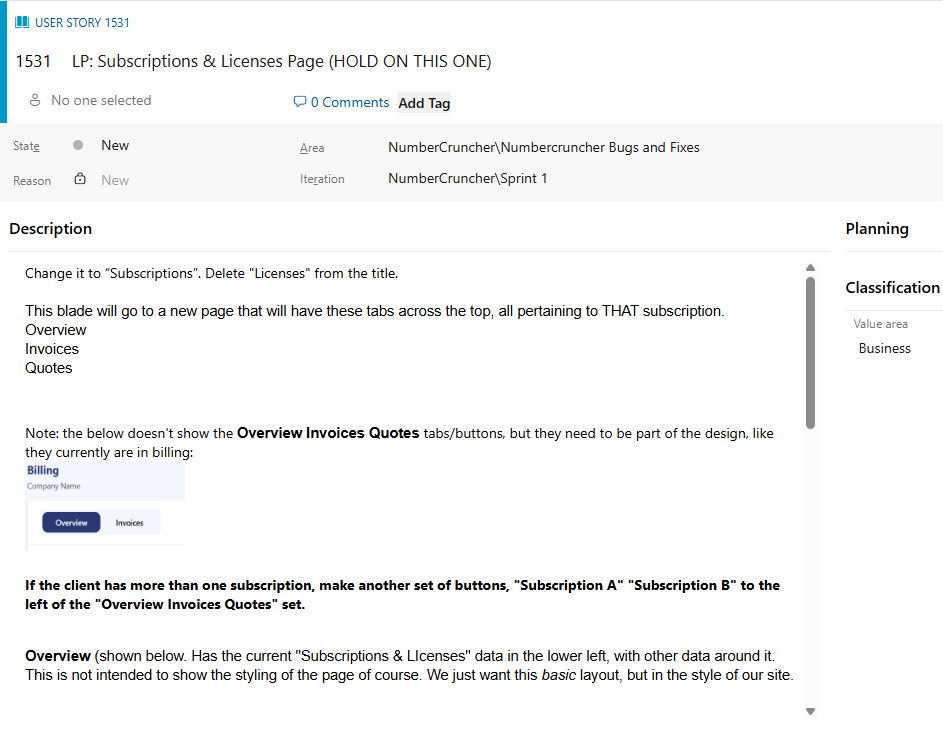 USER STORY 1531
1531 LP: Subscriptions & Licenses Page (HOLD ON THIS ONE)
No one selected
0 Comments
Add Tag
State New
Area NumberCruncher\Numbercruncher Bugs and Fixes
Reason New
Iteration NumberCruncher\Sprint 1
Description
Change it to “Subscriptions”. Delete "Licenses" from the title.
This blade will go to a new page that will have these tabs across the top, all pertaining to THAT subscription.
Overview
Invoices
Quotes
Note: the below doesn't show the Overview Invoices Quotes tabs/buttons, but they need to be part of the design, like
they currently are in billing:
Billing
Company Name
Overview Invoices
If the client has more than one subscription, make another set of buttons, "Subscription A" "Subscription B" to the
left of the "Overview Invoices Quotes" set.
Overview (shown below. Has the current "Subscriptions & LIcenses" data in the lower left, with other data around it.
This is not intended to show the styling of the page of course. We just want this basic layout, but in the style of our site.
Planning
Classification
Value area
Business